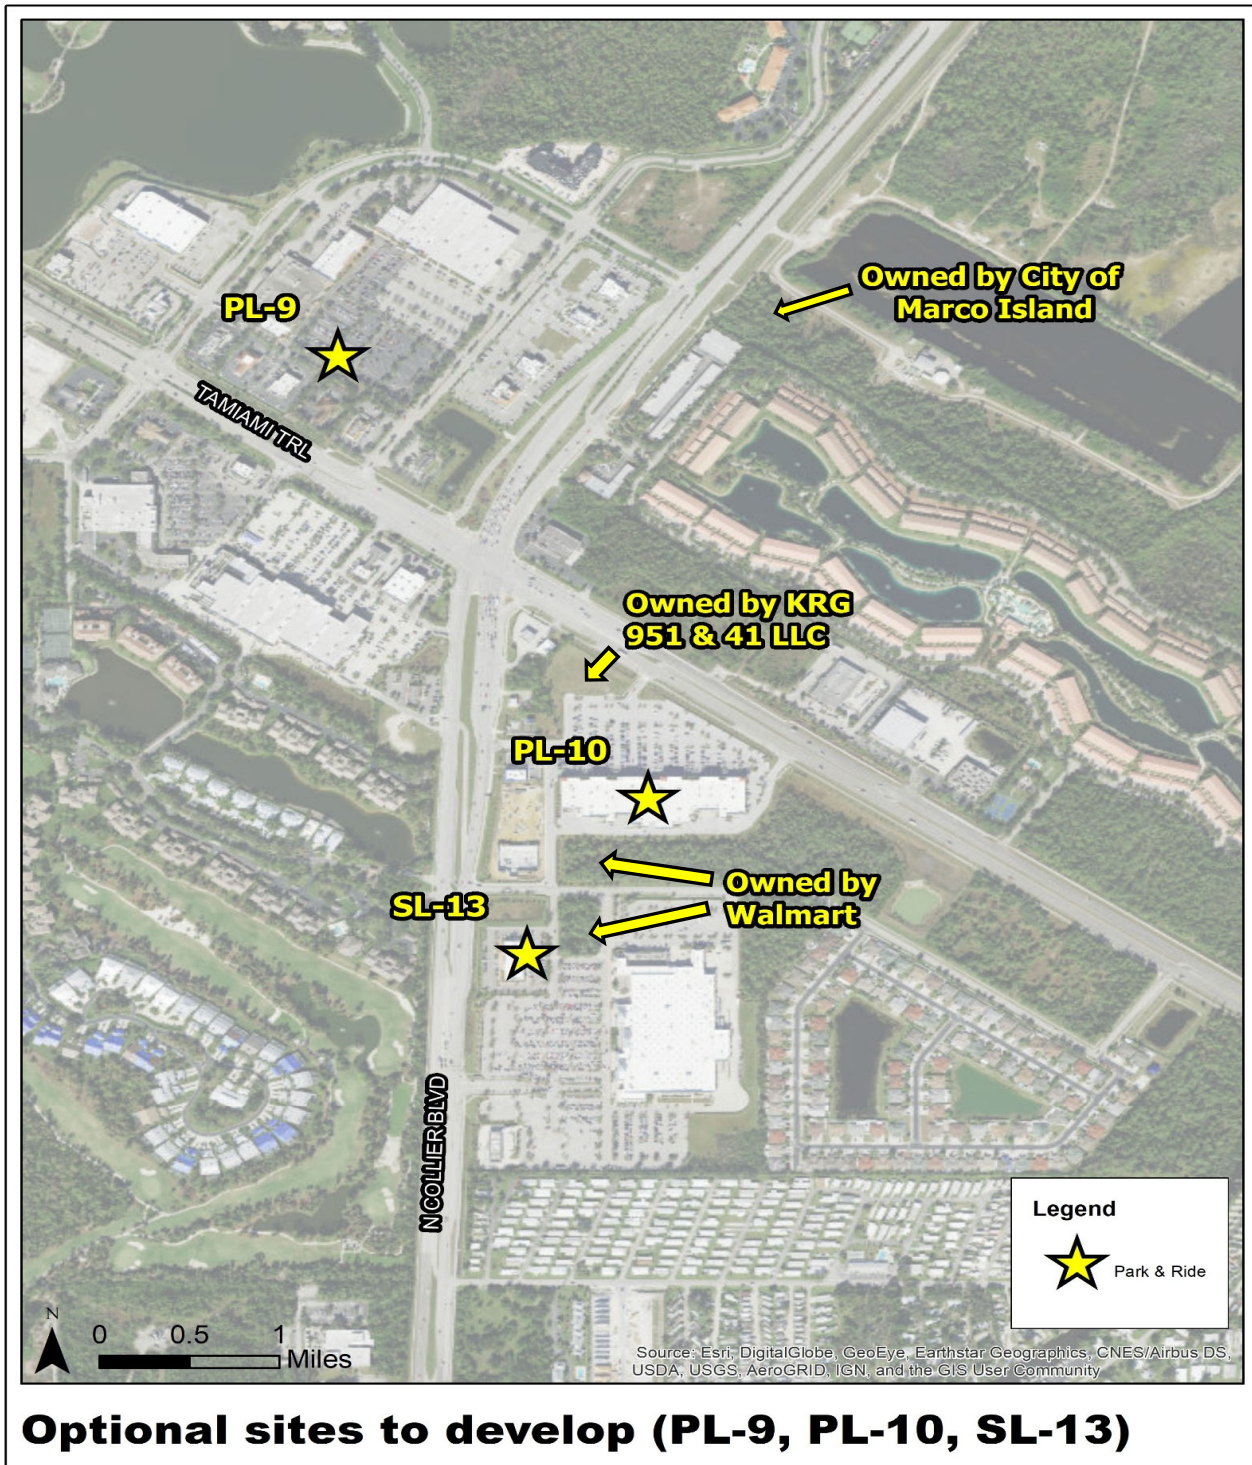 Owned by City of
Marco Island
PL-9
TAMIAMI TRL
Owned by KRG
951 & 41 LLC
PL-10
Owned by
Walmart
SL-13
N COLLIER BLVD
Legend
Park & Ride
N
0 0.5 1
Miles
Source: Esri, DigitalGlobe, GeoEye, Earthstar Geographics, CNES/Airbus DS,
USDA, USGS, AeroGRID, IGN, and the GIS User Community
Optional sites to develop (PL-9, PL-10, SL-13)